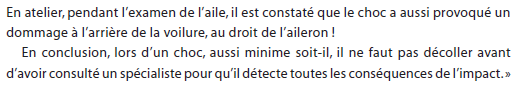 En atelier, pendant l’examen de l’aile, il est constaté que le choc a aussi provoqué un
dommage à l’arrière de la voilure, au droit de l’aileron !
En conclusion, lors d’un choc, aussi minime soit-il, il ne faut pas décoller avant
d’avoir consulté un spécialiste pour qu’il détecte toutes les conséquences de l’impact.»